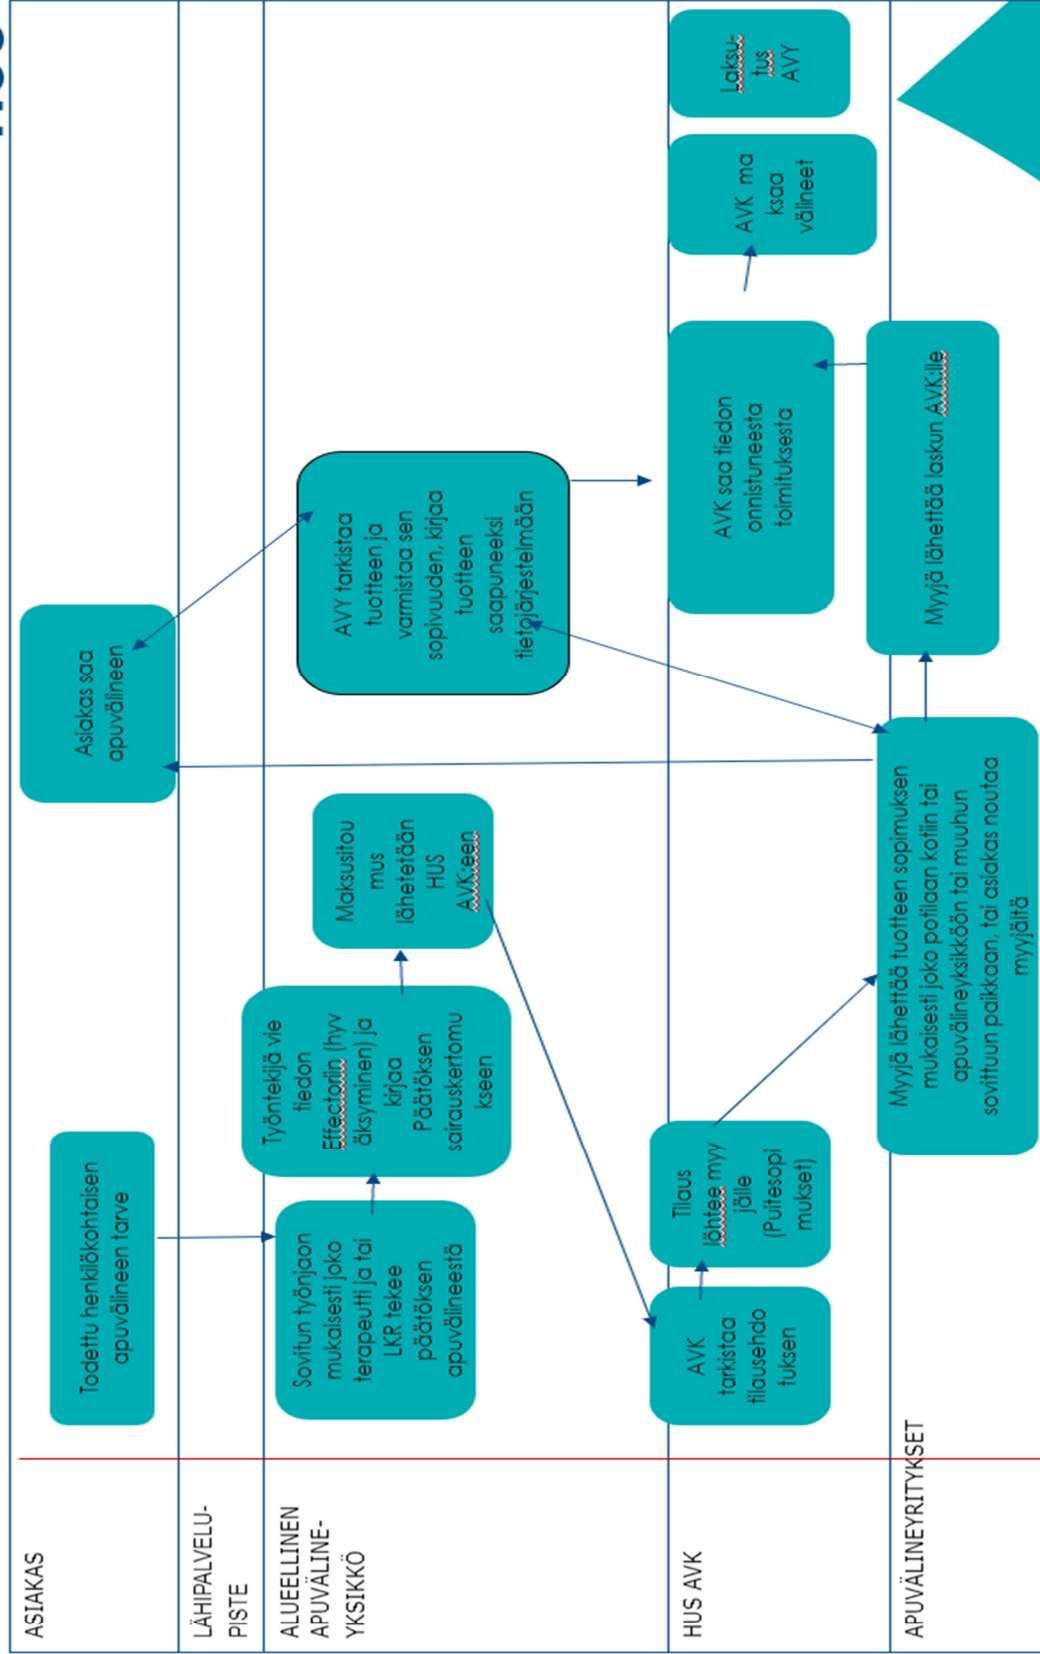 ASIAKAS
Todettu henkilökohtaisen
apuvälineen tarve
Asiakas saa
apuvälineen
LÄHIPALVELU-
PISTE
ALUEELLINEN
APUVÄLINE-
YKSIKKÖ
Sovitun työnjaon
mukaisesti joko
terapeutti ja tai
LKR tekee
päätöksen
apuvälineestä
Työntekijä vie
tiedon
Effectoriin (hyv
äksyminen) ja
kirjaa
Päätöksen
sairauskertomu
kseen
Maksusitou
mus
lähetetään
HUS
AVK:een
AVY tarkistaa
tuotteen ja
varmistaa sen
sopivuuden, kirjaa
tuotteen
saapuneeksi
tietojärjestelmään
HUS AVK
AVK
tarkistaa
tilausehdo
tuksen
Tilaus
lähtee myy
jälle
(Puitesopi
mukset)
AVK saa tiedon
onnistuneesta
toimituksesta
AVK ma
ksaa
välineet
Laksu-
tus
AVY
APUVÄLINEYRITYKSET
Myyjä lähettää tuotteen sopimuksen
mukaisesti joko potilaan kotiin tai
apuvälineyksikköön tai muuhun
sovittuun paikkaan, tai asiakas noutaa
myyjältä
Myyjä lähettää laskun AVK:lle